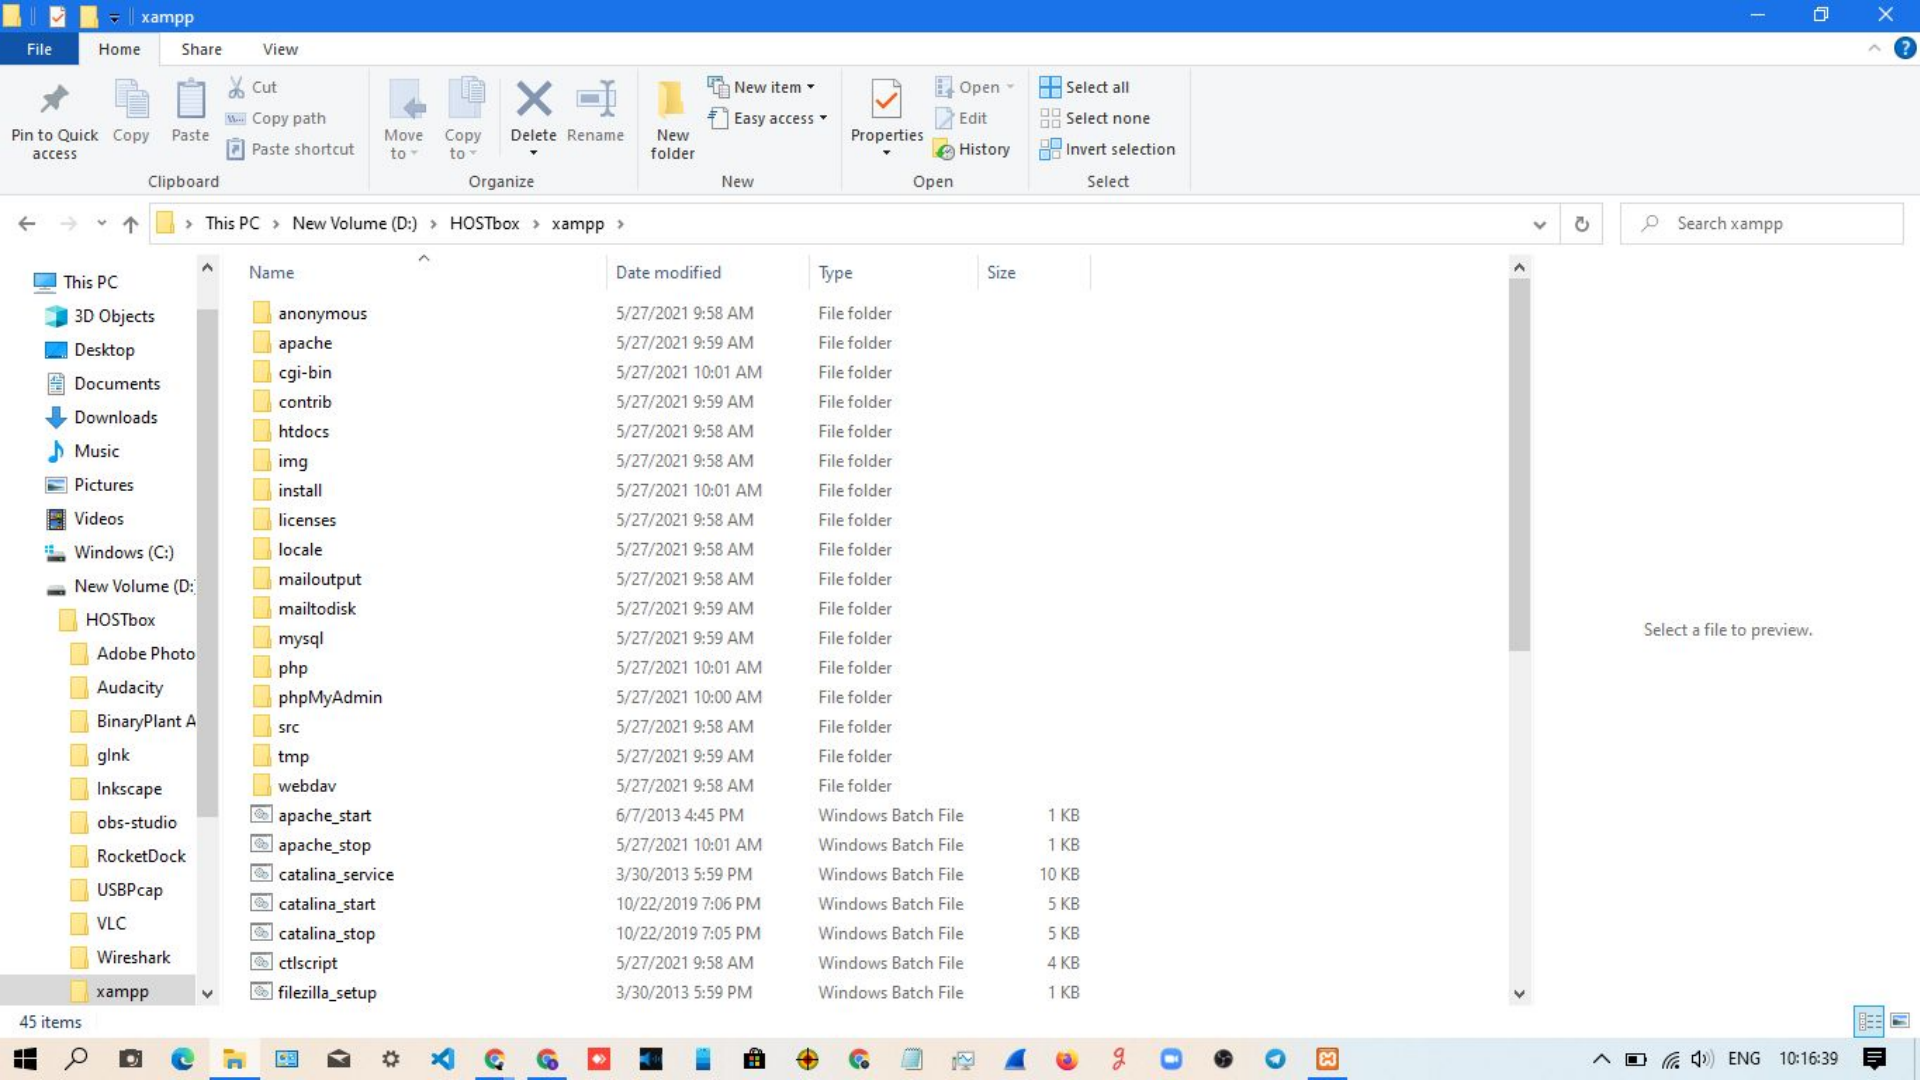 xampp
File Home Share View
Pin to Quick access
Copy
Paste
Cut
Copy path
Paste shortcut
Clipboard
Move to
Copy to
Delete
Rename
Organize
New folder
New item
Easy access
New
Properties
Open
Edit
History
Open
Select all
Select none
Invert selection
Select
This PC > New Volume (D:) > HOSTbox > xampp >
Search xampp
This PC
3D Objects
Desktop
Documents
Downloads
Music
Pictures
Videos
Windows (C:)
New Volume (D:
HOSTbox
Adobe Photo
Audacity
BinaryPlant A
glnk
Inkscape
obs-studio
RocketDock
USBPcap
VLC
Wireshark
xampp
Name Date modified Type Size
anonymous 5/27/2021 9:58 AM File folder
apache 5/27/2021 9:59 AM File folder
cgi-bin 5/27/2021 10:01 AM File folder
contrib 5/27/2021 9:59 AM File folder
htdocs 5/27/2021 9:58 AM File folder
img 5/27/2021 9:58 AM File folder
install 5/27/2021 10:01 AM File folder
licenses 5/27/2021 9:58 AM File folder
locale 5/27/2021 9:58 AM File folder
mailoutput 5/27/2021 9:58 AM File folder
mailtodisk 5/27/2021 9:59 AM File folder
mysql 5/27/2021 9:59 AM File folder
php 5/27/2021 10:01 AM File folder
phpMyAdmin 5/27/2021 10:00 AM File folder
src 5/27/2021 9:58 AM File folder
tmp 5/27/2021 9:59 AM File folder
webdav 5/27/2021 9:58 AM File folder
apache_start 6/7/2013 4:45 PM Windows Batch File 1 KB
apache_stop 5/27/2021 10:01 AM Windows Batch File 1 KB
catalina_service 3/30/2013 5:59 PM Windows Batch File 10 KB
catalina_start 10/22/2019 7:06 PM Windows Batch File 5 KB
catalina_stop 10/22/2019 7:05 PM Windows Batch File 5 KB
ctlscript 5/27/2021 9:58 AM Windows Batch File 4 KB
filezilla_setup 3/30/2013 5:59 PM Windows Batch File 1 KB
Select a file to preview.
45 items
ENG 10:16:39